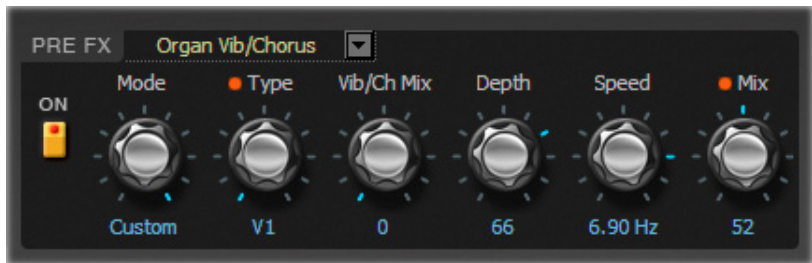 PRE FX Organ Vib/Chorus
Mode Type Vib/Ch Mix Depth Speed Mix
ON
Custom V1 0 66 6.90 Hz 52